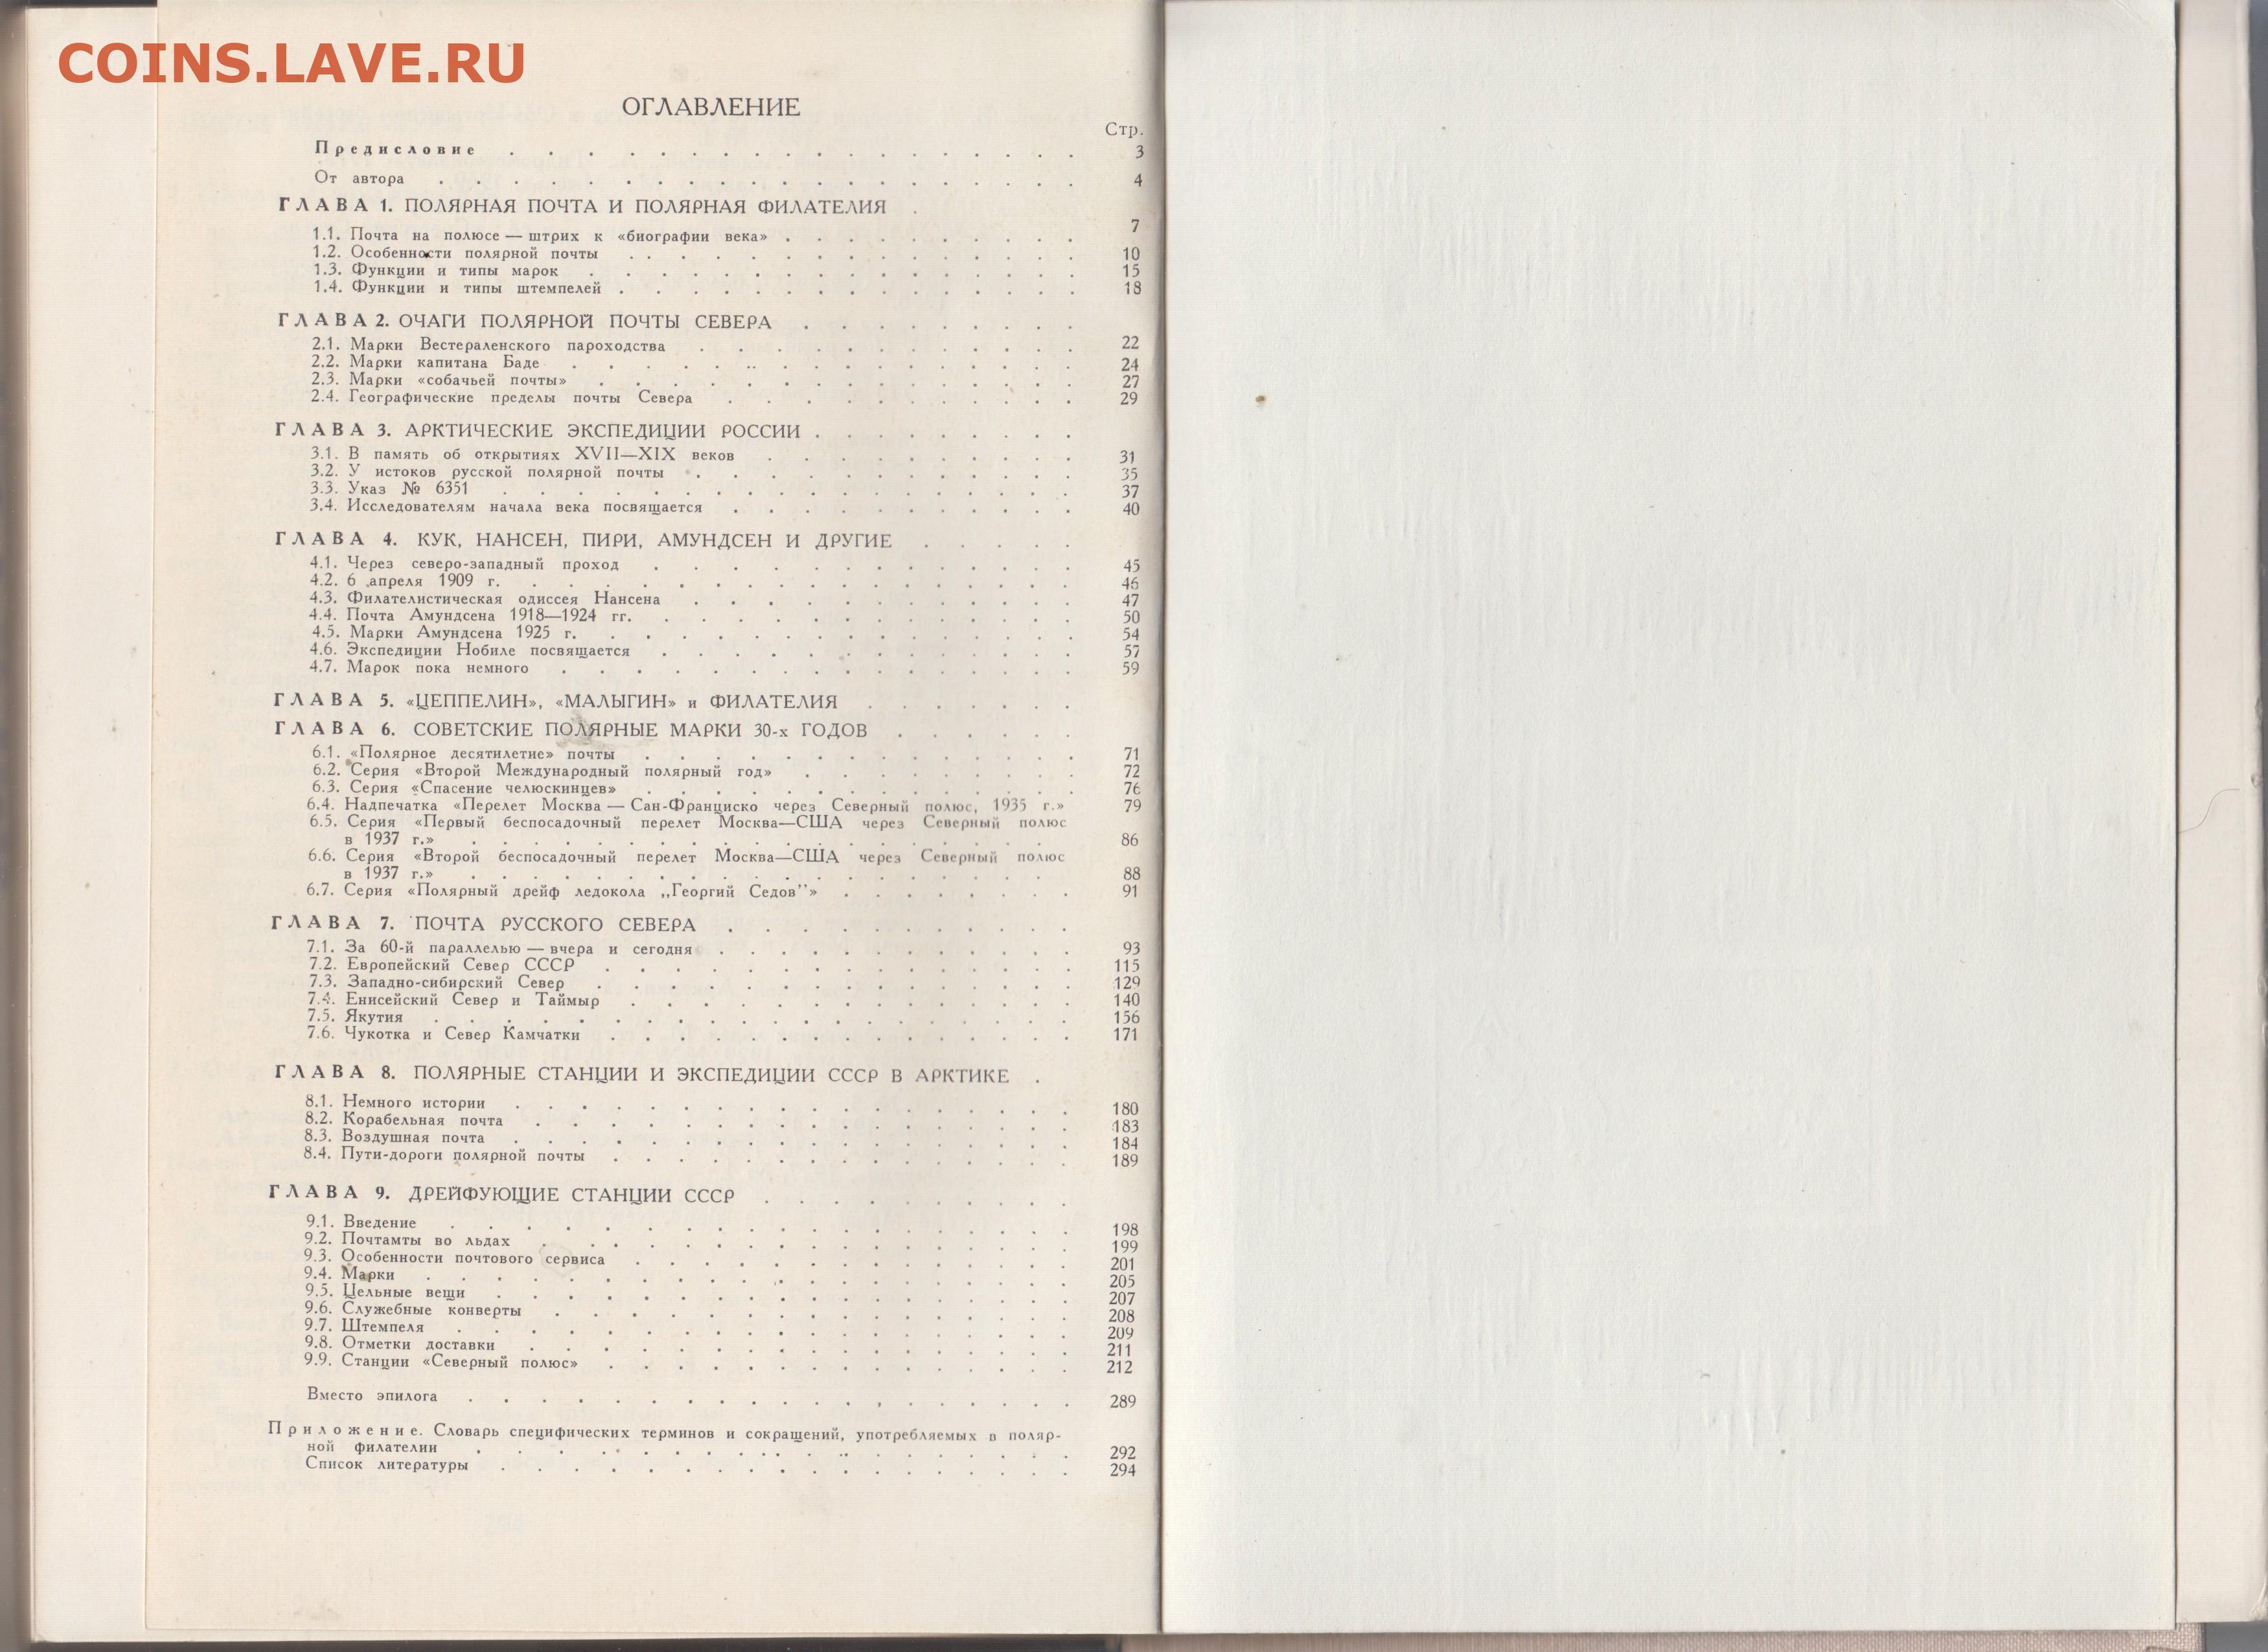 COINS.LAVE.RU
ОГЛАВЛЕНИЕ
Стр.
Предисловие . . . . . . . . . . . . . . . 3
От автора . . . . . . . . . . . . . . . 4
ГЛАВА 1. ПОЛЯРНАЯ ПОЧТА И ПОЛЯРНАЯ ФИЛАТЕЛИЯ .
1.1. Почта на полюсе — штрих к «биографии века» . . . . . . . . . 7
1.2. Особенности полярной почты . . . . . . . . . 10
1.3. Функции и типы марок . . . . . . . . . 15
1.4. Функции и типы штемпелей . . . . . . . . . 18
ГЛАВА 2. ОЧАГИ ПОЛЯРНОЙ ПОЧТЫ СЕВЕРА . . . . . . . . .
2.1. Марки Вестераленского пароходства . . . . . . . . . 22
2.2. Марки капитана Баде . . . . . . . . . 24
2.3. Марки «собачьей почты» . . . . . . . . . 27
2.4. Географические пределы почты Севера . . . . . . . . . 29
ГЛАВА 3. АРКТИЧЕСКИЕ ЭКСПЕДИЦИИ РОССИИ . . . . . . . . .
3.1. В память об открытиях XVII—XIX веков . . . . . . . . . 31
3.2. У истоков русской полярной почты . . . . . . . . . 35
3.3. Указ № 6351 . . . . . . . . . 37
3.4. Исследователям начала века посвящается . . . . . . . . . 40
ГЛАВА 4. КУК, НАНСЕН, ПИРИ, АМУНДСЕН И ДРУГИЕ . . . . .
4.1. Через северо-западный проход . . . . . . . . . 45
4.2. 6 апреля 1909 г. . . . . . . . . . 46
4.3. Филателистическая одиссея Нансена . . . . . . . . . 47
4.4. Почта Амундсена 1918—1924 гг. . . . . . . . . . 50
4.5. Марки Амундсена 1925 г. . . . . . . . . . 54
4.6. Экспедиции Нобиле посвящается . . . . . . . . . 57
4.7. Марок пока немного . . . . . . . . . 59
ГЛАВА 5. «ЦЕППЕЛИН», «МАЛЫГИН» и ФИЛАТЕЛИЯ . . . . . . .
ГЛАВА 6. СОВЕТСКИЕ ПОЛЯРНЫЕ МАРКИ 30-х ГОДОВ . . . . . .
6.1. «Полярное десятилетие» почты . . . . . . . . . 71
6.2. Серия «Второй Международный полярный год» . . . . . . . . 72
6.3. Серия «Спасение челюскинцев» . . . . . . . . . 76
6.4. Надпечатка «Перелет Москва — Сан-Франциско через Северный полюс, 1935 г.» 79
6.5. Серия «Первый беспосадочный перелет Москва—США через Северный полюс
в 1937 г.» . . . . . . . . . 86
6.6. Серия «Второй беспосадочный перелет Москва—США через Северный полюс
в 1937 г.» . . . . . . . . . 88
6.7. Серия «Полярный дрейф ледокола „Георгий Седов”» . . . . . . . 91
ГЛАВА 7. ПОЧТА РУССКОГО СЕВЕРА . . . . . . . . . .
7.1. За 60-й параллелью — вчера и сегодня . . . . . . . . . 93
7.2. Европейский Север СССР . . . . . . . . . 115
7.3. Западно-сибирский Север . . . . . . . . . 129
7.4. Енисейский Север и Таймыр . . . . . . . . . 140
7.5. Якутия . . . . . . . . . 156
7.6. Чукотка и Север Камчатки . . . . . . . . . 171
ГЛАВА 8. ПОЛЯРНЫЕ СТАНЦИИ И ЭКСПЕДИЦИИ СССР В АРКТИКЕ .
8.1. Немного истории . . . . . . . . . 180
8.2. Корабельная почта . . . . . . . . . 183
8.3. Воздушная почта . . . . . . . . . 184
8.4. Пути-дороги полярной почты . . . . . . . . . 189
ГЛАВА 9. ДРЕЙФУЮЩИЕ СТАНЦИИ СССР . . . . . . . . .
9.1. Введение . . . . . . . . . 198
9.2. Почтамты во льдах . . . . . . . . . 199
9.3. Особенности почтового сервиса . . . . . . . . . 201
9.4. Марки . . . . . . . . . 205
9.5. Цельные вещи . . . . . . . . . 207
9.6. Служебные конверты . . . . . . . . . 208
9.7. Штемпеля . . . . . . . . . 209
9.8. Отметки доставки . . . . . . . . . 211
9.9. Станции «Северный полюс» . . . . . . . . . 212
Вместо эпилога . . . . . . . . . 289
Приложение. Словарь специфических терминов и сокращений, употребляемых в поляр-
ной филателии . . . . . . . . . 292
Список литературы . . . . . . . . . 294